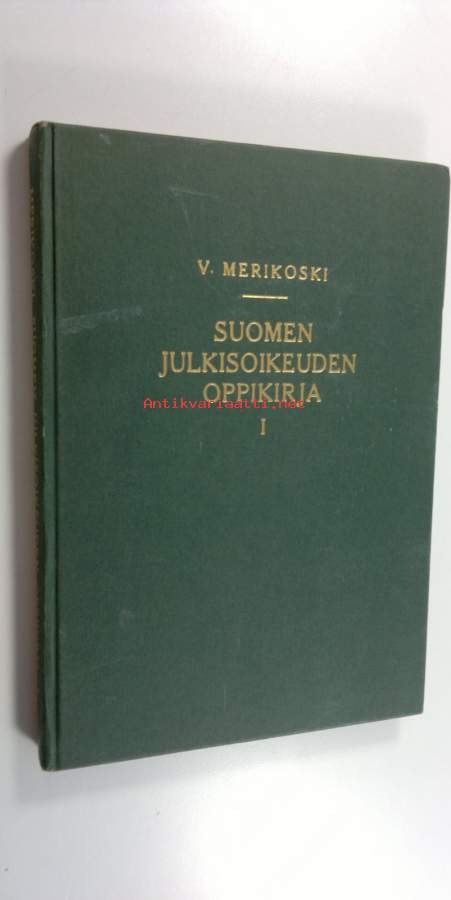 V. MERIKOSKI
SUOMEN
JULKISOIKEUDEN
OPPIKIRJA
Antikvariaatti.net
I